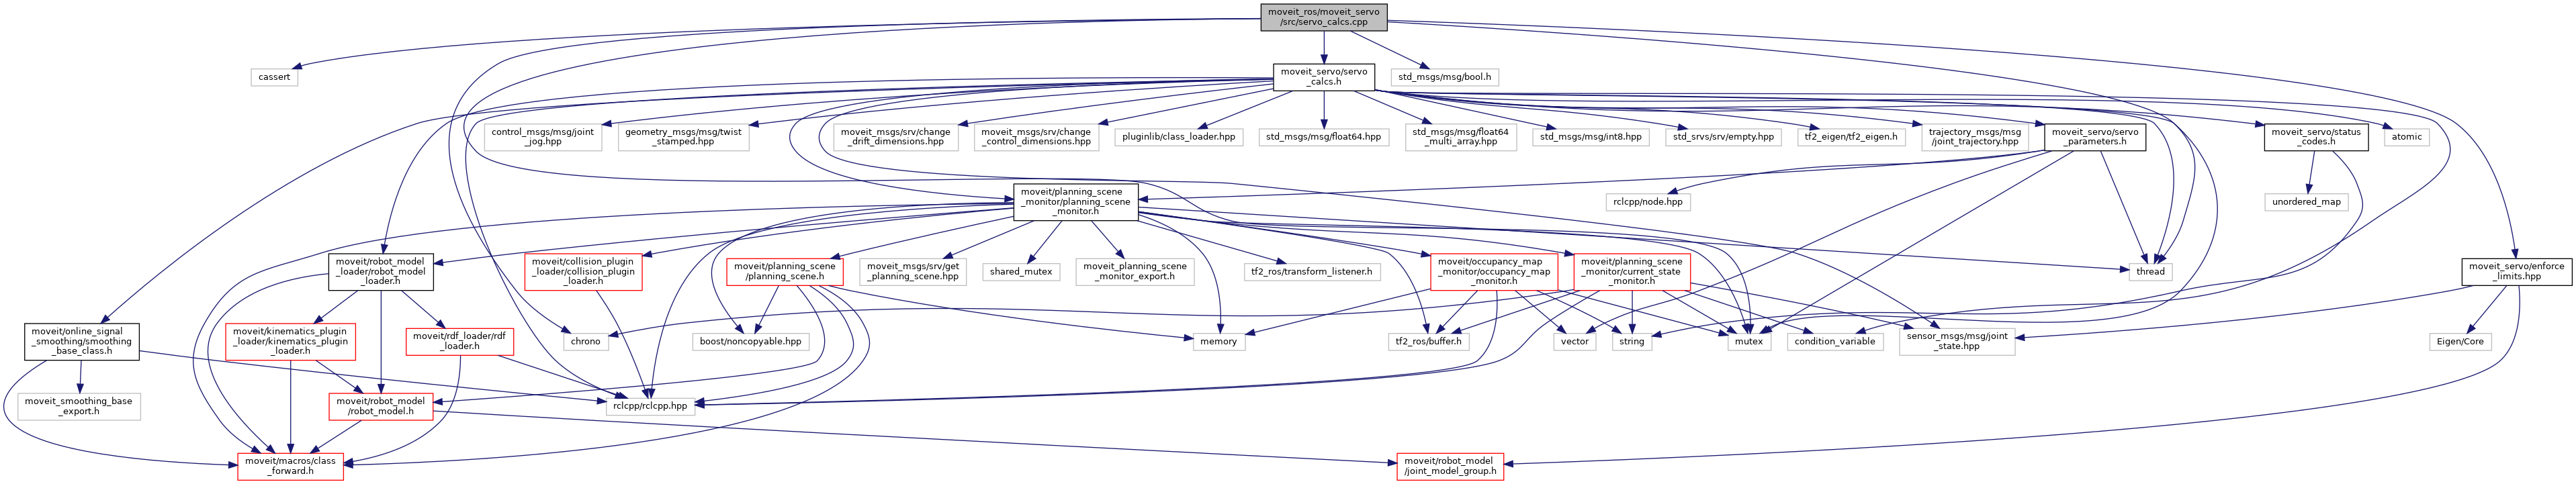 moveit_ros/moveit_servo
/src/servo_calcs.cpp
cassert
moveit_servo/servo
_calcs.h
std_msgs/msg/bool.h
control_msgs/msg/joint
_jog.hpp
geometry_msgs/msg/twist
_stamped.hpp
moveit_msgs/srv/change
_drift_dimensions.hpp
moveit_msgs/srv/change
_control_dimensions.hpp
pluginlib/class_loader.hpp
std_msgs/msg/float64.hpp
std_msgs/msg/float64
_multi_array.hpp
std_msgs/msg/int8.hpp
std_srvs/srv/empty.hpp
tf2_eigen/tf2_eigen.h
trajectory_msgs/msg
/joint_trajectory.hpp
moveit_servo/servo
_parameters.h
moveit_servo/status
_codes.h
atomic
moveit/planning_scene
_monitor/planning_scene
_monitor.h
rclcpp/node.hpp
unordered_map
moveit/robot_model
_loader/robot_model
_loader.h
moveit/collision_plugin
_loader/collision_plugin
_loader.h
moveit/planning_scene
/planning_scene.h
moveit_msgs/srv/get
_planning_scene.hpp
shared_mutex
moveit_planning_scene
_monitor_export.h
tf2_ros/transform_listener.h
moveit/occupancy_map
_monitor/occupancy_map
_monitor.h
moveit/planning_scene
_monitor/current_state
_monitor.h
thread
moveit_servo/enforce
_limits.hpp
moveit/online_signal
_smoothing/smoothing
_base_class.h
moveit/kinematics_plugin
_loader/kinematics_plugin
_loader.h
moveit/rdf_loader/rdf
_loader.h
chrono
boost/noncopyable.hpp
memory
tf2_ros/buffer.h
vector
string
mutex
condition_variable
sensor_msgs/msg/joint
_state.hpp
Eigen/Core
moveit_smoothing_base
_export.h
moveit/robot_model
/robot_model.h
rclcpp/rclcpp.hpp
moveit/macros/class
_forward.h
moveit/robot_model
/joint_model_group.h